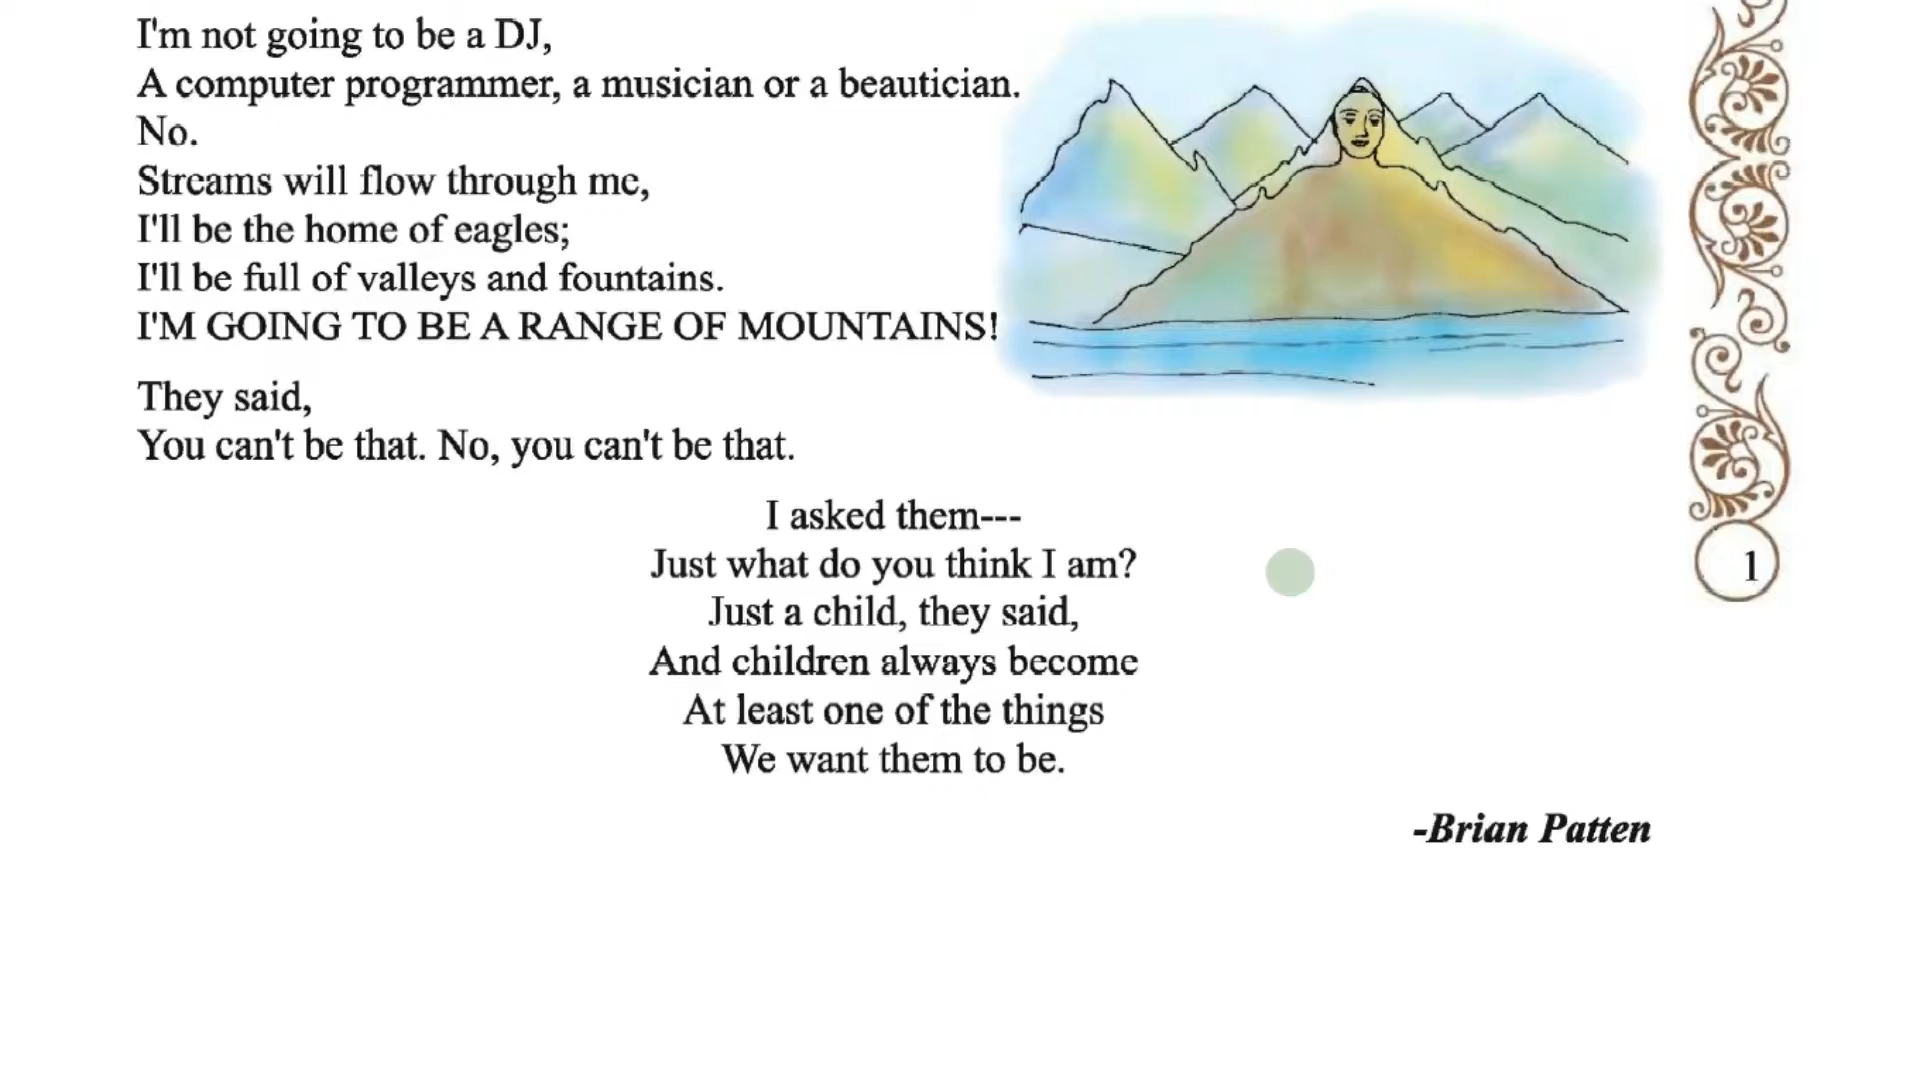 I'm not going to be a DJ,
A computer programmer, a musician or a beautician.
No.
Streams will flow through me,
I'll be the home of eagles;
I'll be full of valleys and fountains.
I'M GOING TO BE A RANGE OF MOUNTAINS!
They said,
You can't be that. No, you can't be that.
I asked them---
Just what do you think I am?
Just a child, they said,
And children always become
At least one of the things
We want them to be.
-Brian Patten
1